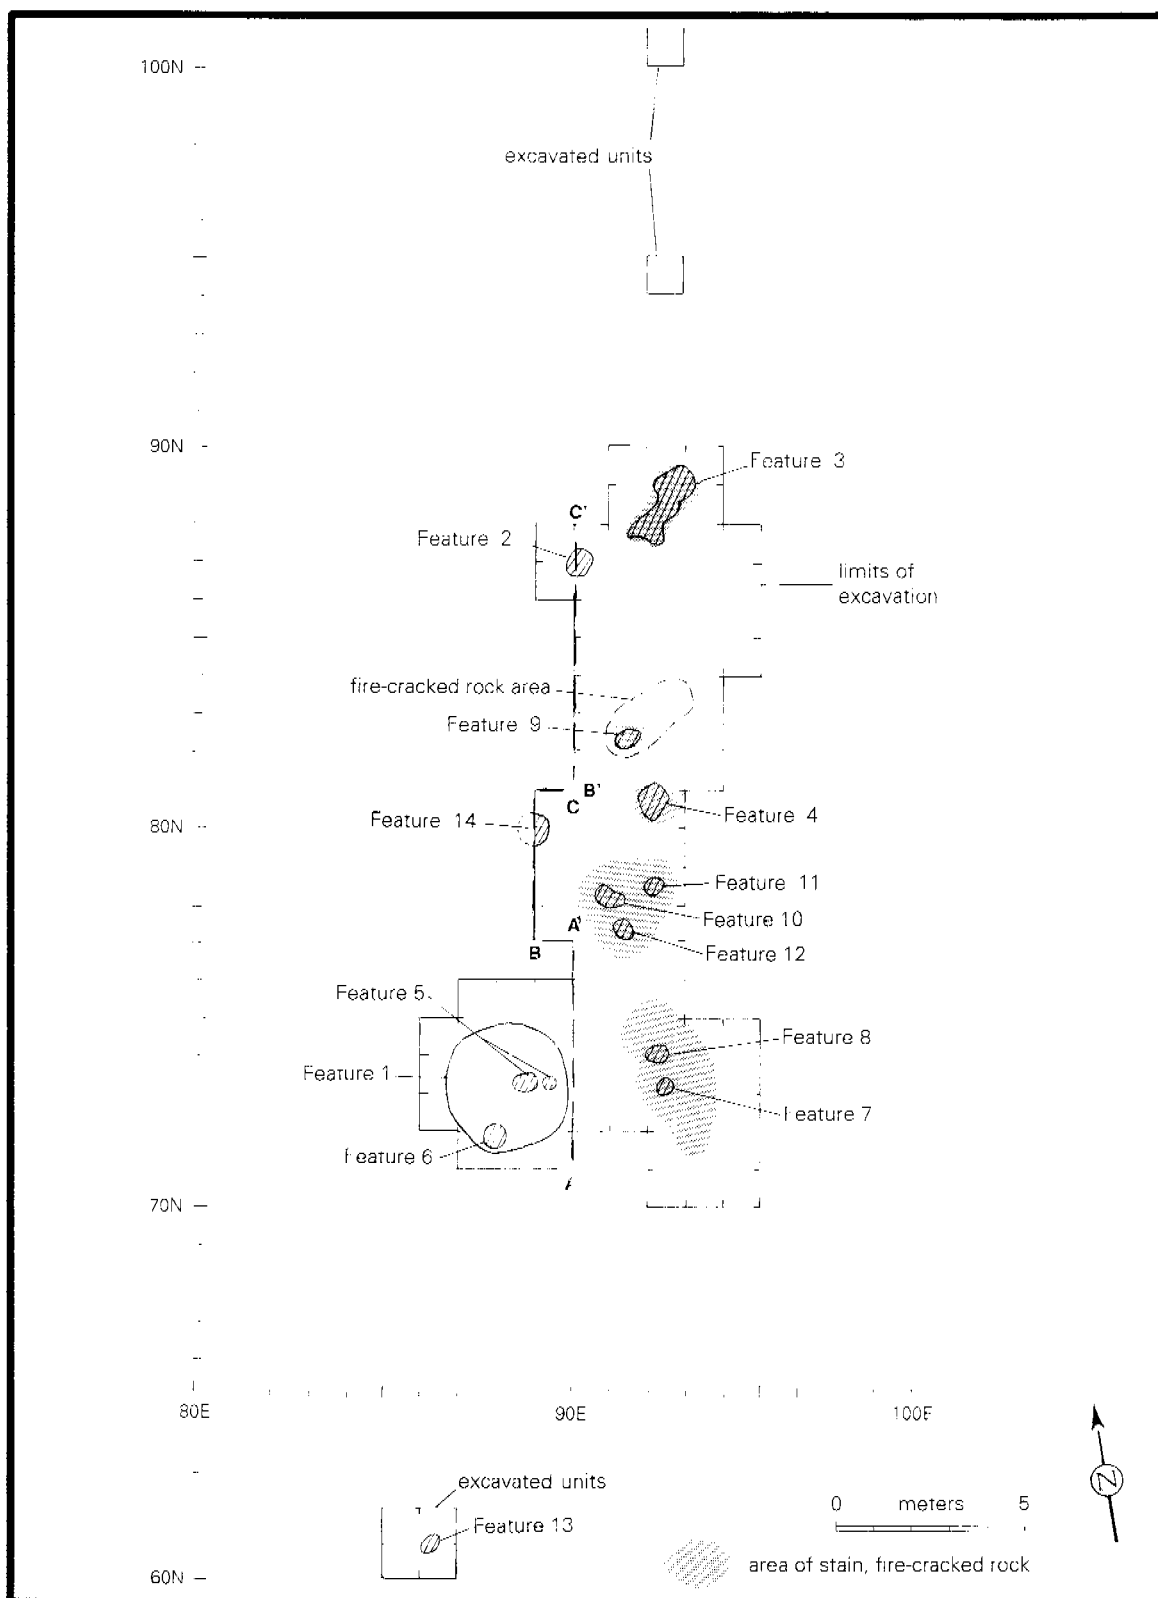 100N
excavated units
90N
Feature 3
C'
Feature 2
limits of
excavation
fire-cracked rock area
Feature 9
B'
C
Feature 4
Feature 14
80N
Feature 11
Feature 10
A'
B
Feature 12
Feature 5
Feature 8
Feature 1
Feature 7
Feature 6
A
70N
80E
90E
100E
excavated units
0 meters 5
Feature 13
Z
area of stain, fire-cracked rock
60N